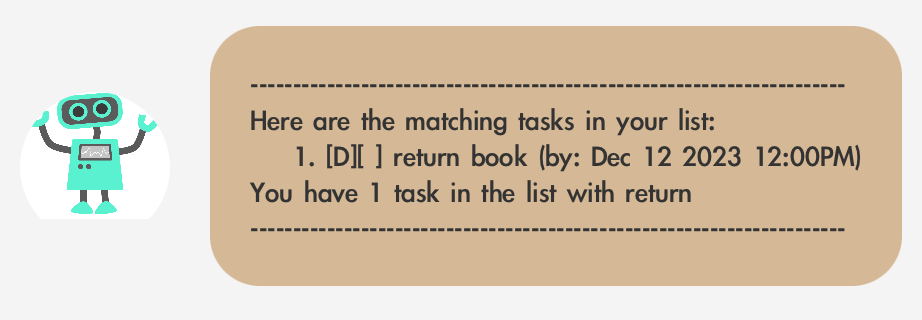 ----------------------------------------------------------------------
Here are the matching tasks in your list:
1. [D][ ] return book (by: Dec 12 2023 12:00PM)
You have 1 task in the list with return
----------------------------------------------------------------------